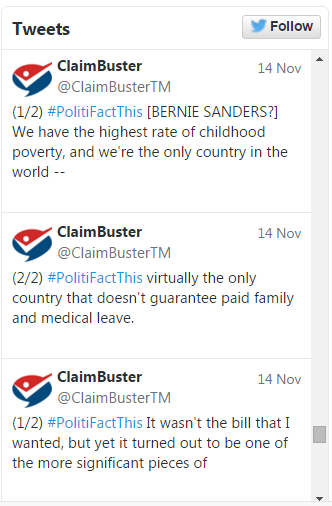 Tweets
Follow
ClaimBuster
14 Nov
@ClaimBusterTM
(1/2) #PolitiFactThis [BERNIE SANDERS?]
We have the highest rate of childhood
poverty, and we're the only country in the
world --
ClaimBuster
14 Nov
@ClaimBusterTM
(2/2) #PolitiFactThis virtually the only
country that doesn't guarantee paid family
and medical leave.
ClaimBuster
14 Nov
@ClaimBusterTM
(1/2) #PolitiFactThis It wasn't the bill that I
wanted, but yet it turned out to be one of
the more significant pieces of